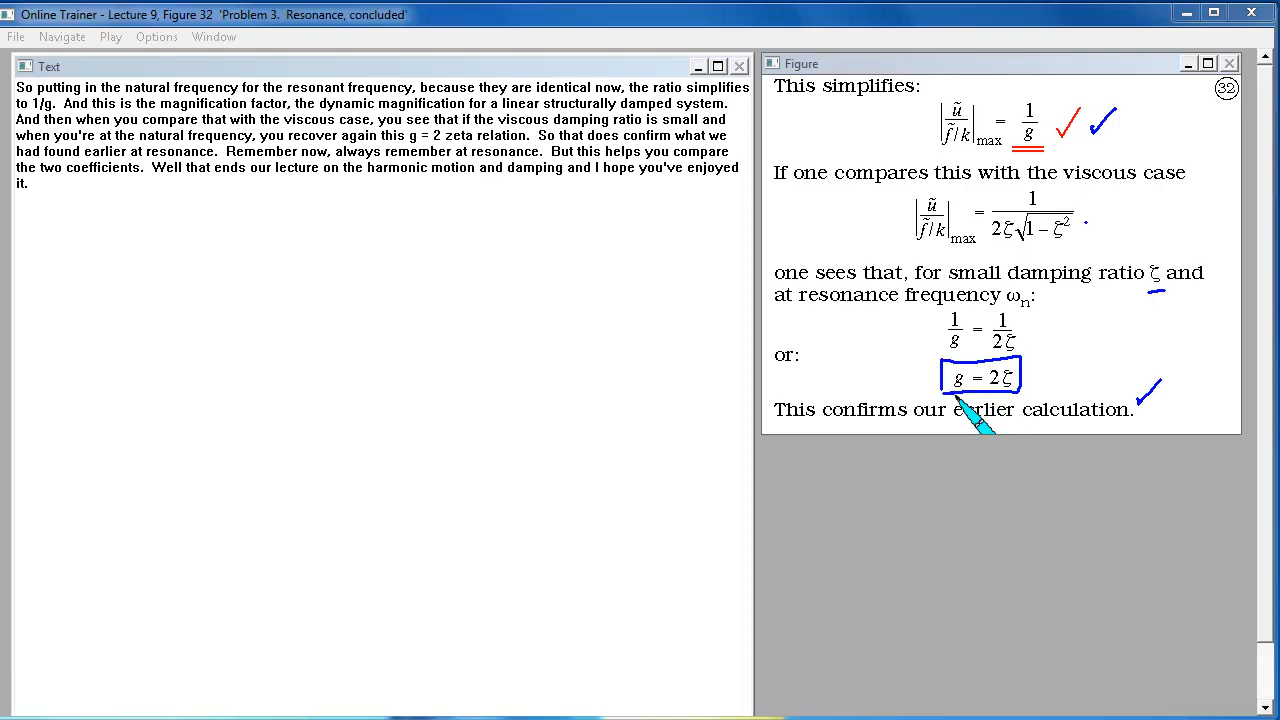 Online Trainer - Lecture 9, Figure 32 'Problem 3. Resonance, concluded'
File Navigate Play Options Window
Text
So putting in the natural frequency for the resonant frequency, because they are identical now, the ratio simplifies
to 1/g. And this is the magnification factor, the dynamic magnification for a linear structurally damped system.
And then when you compare that with the viscous case, you see that if the viscous damping ratio is small and
when you're at the natural frequency, you recover again this g = 2 zeta relation. So that does confirm what we
had found earlier at resonance. Remember now, always remember at resonance. But this helps you compare
the two coefficients. Well that ends our lecture on the harmonic motion and damping and I hope you've enjoyed
it.
Figure
This simplifies:
32
|ũ / (f̃/k)|max = 1/g
If one compares this with the viscous case
|ũ / (f̃/k)|max = 1 / (2ζ√(1 − ζ²))
one sees that, for small damping ratio ζ and
at resonance frequency ωn:
1/g = 1/2ζ
or:
g = 2ζ
This confirms our earlier calculation.